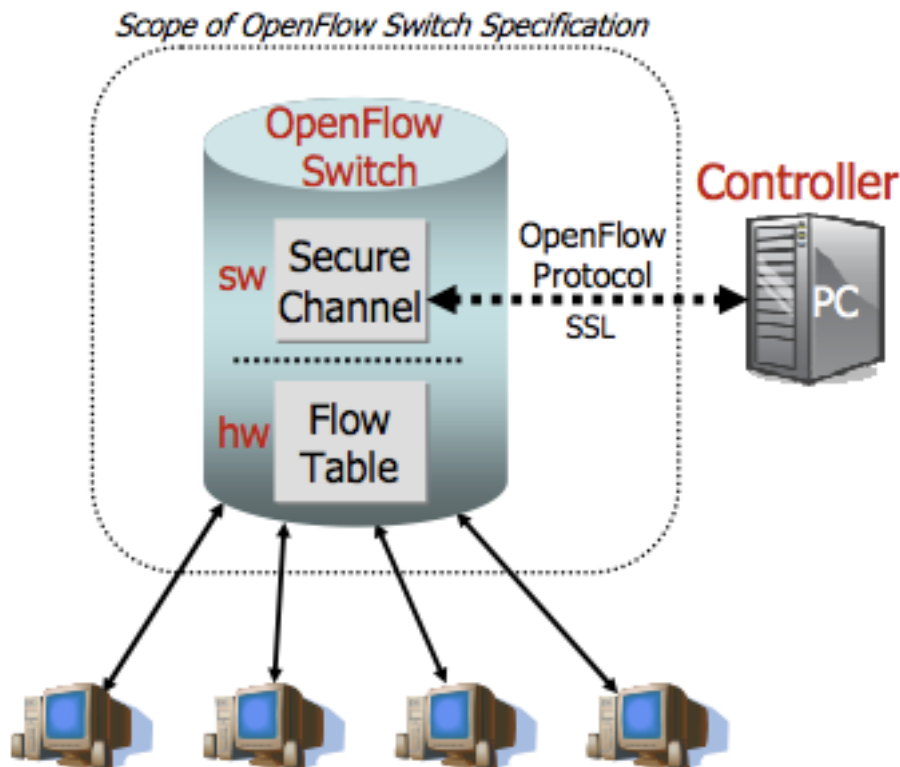 Scope of OpenFlow Switch Specification
OpenFlow
Switch
Controller
sw
Secure
Channel
OpenFlow
Protocol
SSL
PC
hw
Flow
Table